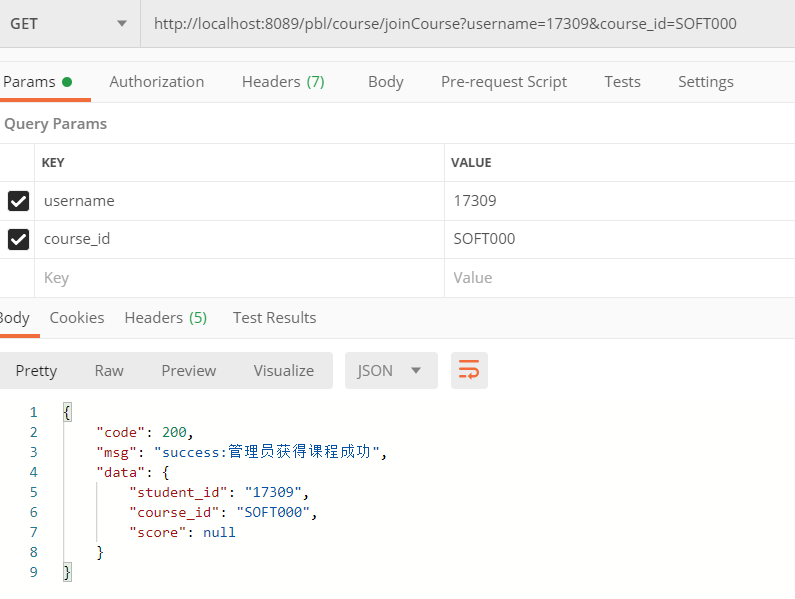 GET http://localhost:8089/pbl/course/joinCourse?username=17309&course_id=SOFT000
Params Authorization Headers (7) Body Pre-request Script Tests Settings
Query Params
KEY VALUE
username 17309
course_id SOFT000
Key Value
Body Cookies Headers (5) Test Results
Pretty Raw Preview Visualize JSON
1 {
2 "code": 200,
3 "msg": "success:管理员获得课程成功",
4 "data": {
5 "student_id": "17309",
6 "course_id": "SOFT000",
7 "score": null
8 }
9 }